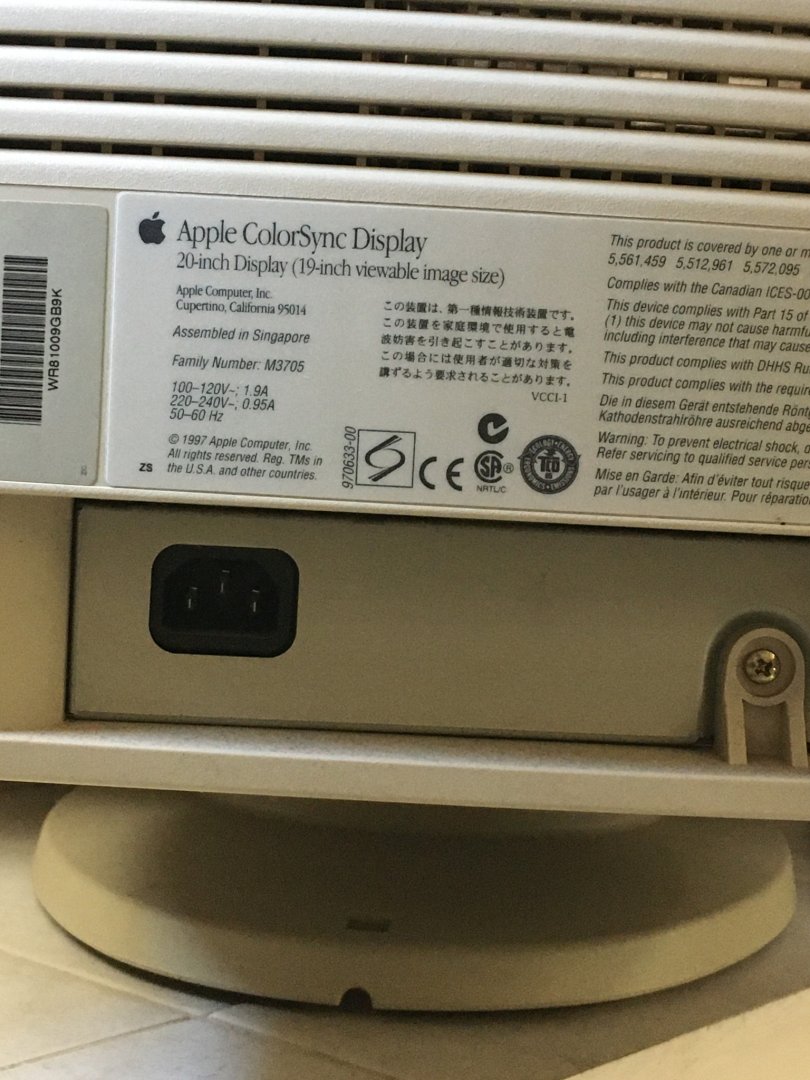 WR81009GB9K
Apple ColorSync Display
20-inch Display (19-inch viewable image size)
Apple Computer, Inc.
Cupertino, California 95014
Assembled in Singapore
Family Number: M3705
100–120V~; 1.9A
220–240V~; 0.95A
50–60 Hz
© 1997 Apple Computer, Inc.
All rights reserved. Reg. TMs in
the U.S.A. and other countries.
ZS
この装置は、第一種情報技術装置です。
この装置を家庭環境で使用すると電
波妨害を引き起こすことがあります。
この場合には使用者が適切な対策を
講ずるよう要求されることがあります。
VCCI-1
970633-00
S
CE
SA®
NRTL/C
ECOLOGY ENERGY
TCO
EMISSIONS
This product is covered by one or
5,561,459 5,512,961 5,572,095
Complies with the Canadian ICES-00
This device complies with Part 15 of
(1) this device may not cause harmfu
including interference that may cause
This product complies with DHHS Ru
This product complies with the requir
Die in diesem Gerät entstehende Rönt
Kathodenstrahlröhre ausreichend abge
Warning: To prevent electrical shock, d
Refer servicing to qualified service pers
Mise en Garde: Afin d'éviter tout risque
par l'usager à l'intérieur. Pour réparatio